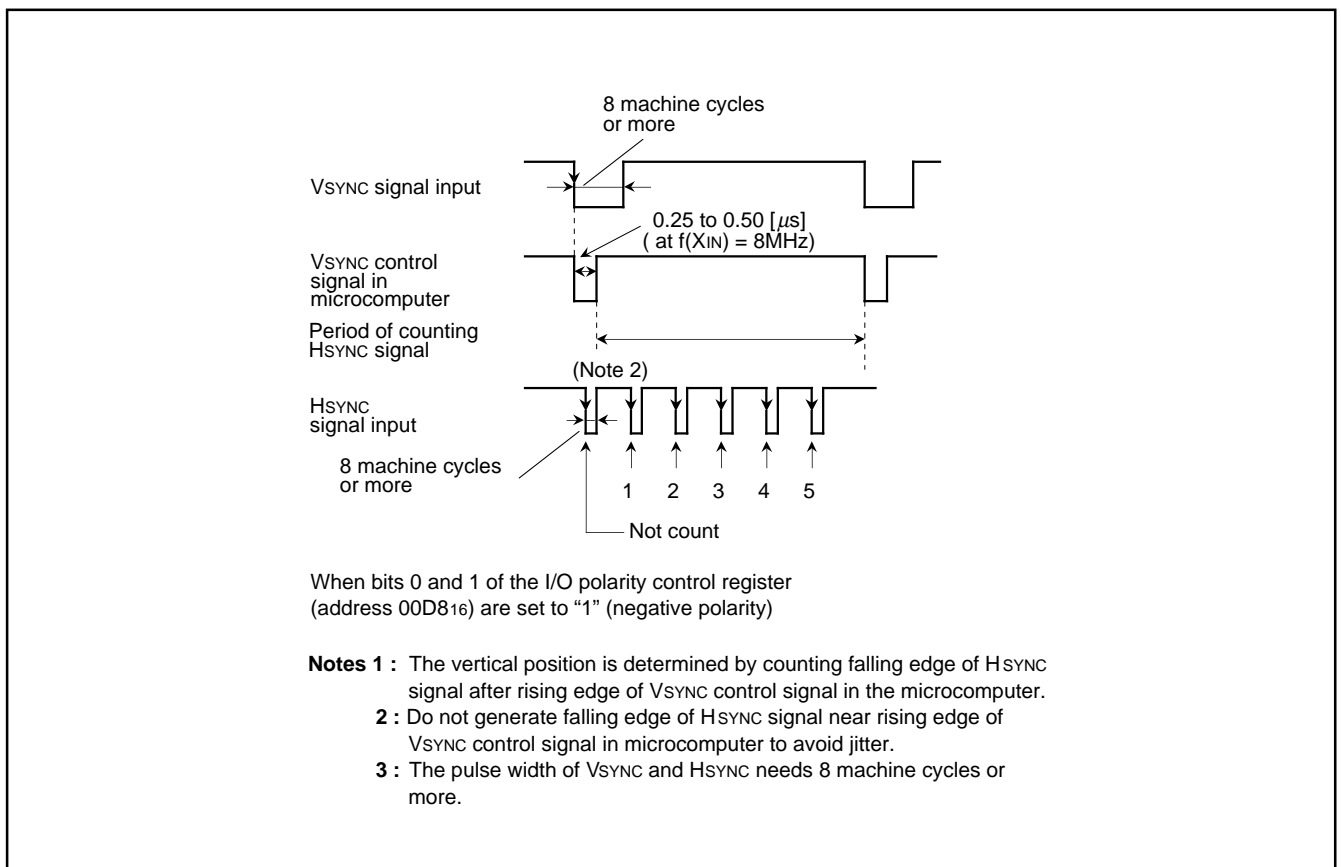 8 machine cycles
or more
VSYNC signal input
0.25 to 0.50 [μs]
( at f(XIN) = 8MHz)
VSYNC control
signal in
microcomputer
Period of counting
HSYNC signal
(Note 2)
HSYNC
signal input
8 machine cycles
or more
1 2 3 4 5
Not count
When bits 0 and 1 of the I/O polarity control register
(address 00D816) are set to “1” (negative polarity)
Notes 1 : The vertical position is determined by counting falling edge of HSYNC
signal after rising edge of VSYNC control signal in the microcomputer.
2 : Do not generate falling edge of HSYNC signal near rising edge of
VSYNC control signal in microcomputer to avoid jitter.
3 : The pulse width of VSYNC and HSYNC needs 8 machine cycles or
more.